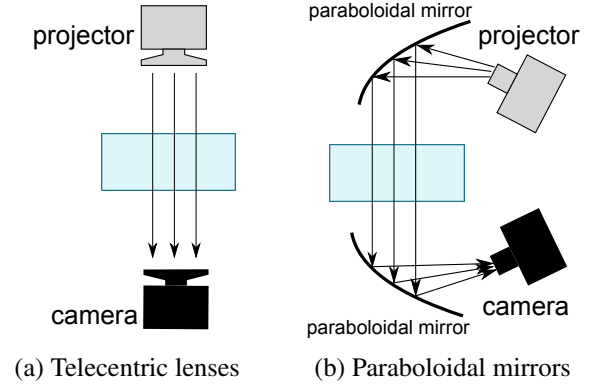 projector
camera
(a) Telecentric lenses
paraboloidal mirror
projector
camera
paraboloidal mirror
(b) Paraboloidal mirrors